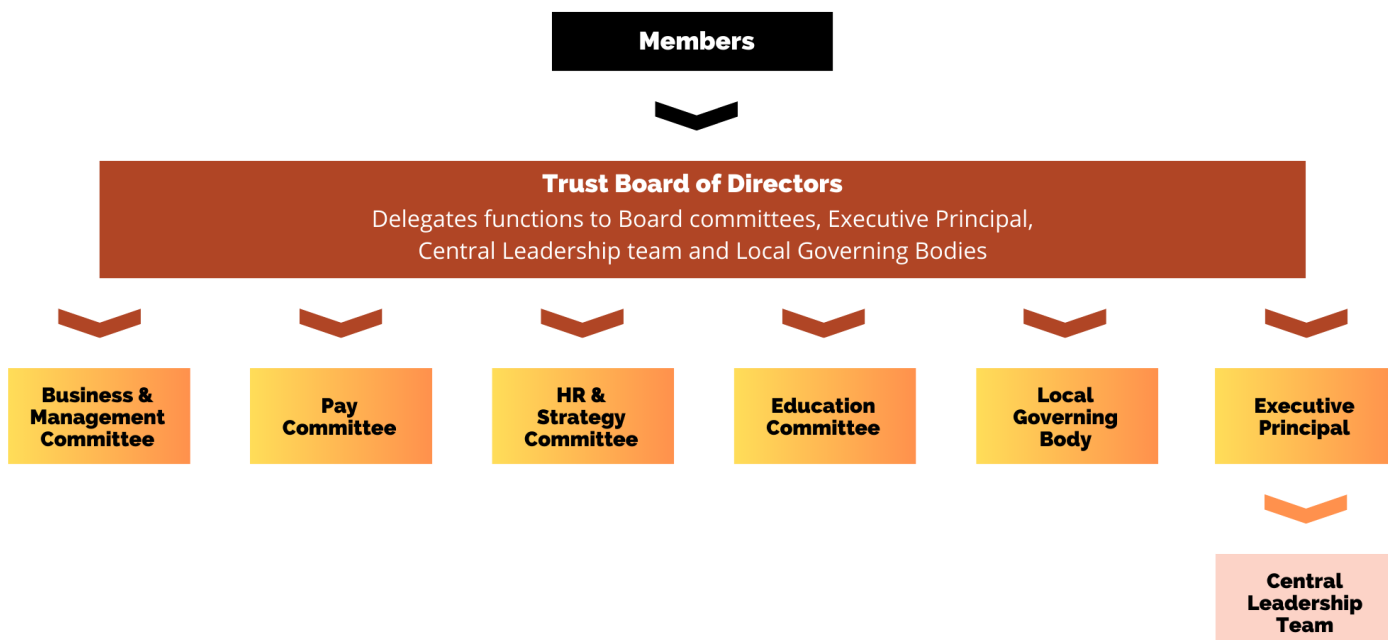 Members
Trust Board of Directors
Delegates functions to Board committees, Executive Principal,
Central Leadership team and Local Governing Bodies
Business &
Management
Committee
Pay
Committee
HR &
Strategy
Committee
Education
Committee
Local
Governing
Body
Executive
Principal
Central
Leadership
Team